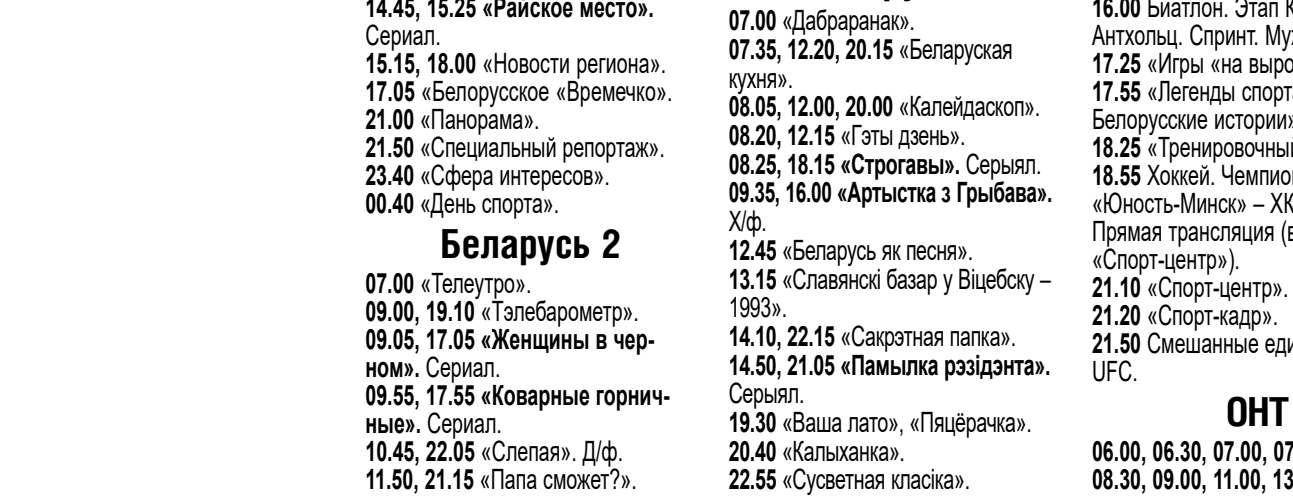 14.45, 15.25 «Райское место».
Сериал.
15.15, 18.00 «Новости региона».
17.05 «Белорусское «Времечко».
21.00 «Панорама».
21.50 «Специальный репортаж».
23.40 «Сфера интересов».
00.40 «День спорта».
Беларусь 2
07.00 «Телеутро».
09.00, 19.10 «Тэлебарометр».
09.05, 17.05 «Женщины в чер-
ном». Сериал.
09.55, 17.55 «Коварные горнич-
ные». Сериал.
10.45, 22.05 «Слепая». Д/ф.
11.50, 21.15 «Папа сможет?».
07.00 «Дабраранак».
07.35, 12.20, 20.15 «Беларуская
кухня».
08.05, 12.00, 20.00 «Калейдаскоп».
08.20, 12.15 «Гэты дзень».
08.25, 18.15 «Строгавы». Серыял.
09.35, 16.00 «Артыстка з Грыбава».
Х/ф.
12.45 «Беларусь як песня».
13.15 «Славянскі базар у Віцебску –
1993».
14.10, 22.15 «Сакрэтная папка».
14.50, 21.05 «Памылка рэзідэнта».
Серыял.
19.30 «Ваша лато», «Пяцёрачка».
20.40 «Калыханка».
22.55 «Сусветная класіка».
16.00 Биатлон. Этап
Антхольц. Спринт.
17.25 «Игры «на
17.55 «Легенды
Белорусские истории»
18.25
18.55 Хоккей.
«Юность-Минск» – ХК
Прямая трансляция
«Спорт-центр»).
21.10 «Спорт-центр».
21.20 «Спорт-кадр».
21.50 Смешанные
UFC.
ОНТ
06.00, 06.30, 07.00,
08.30, 09.00, 11.00,